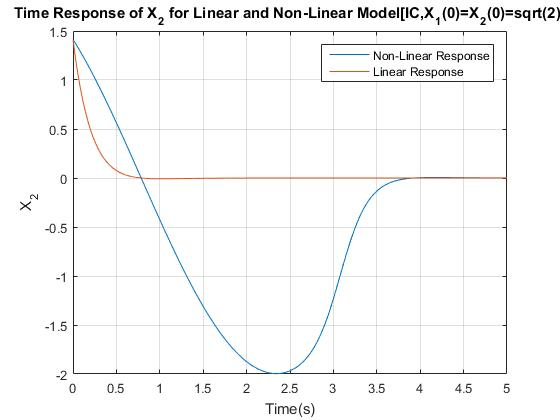 Time Response of X2 for Linear and Non-Linear Model[IC,X1(0)=X2(0)=sqrt(2)
Non-Linear Response
Linear Response
1.5
1
0.5
0
-0.5
-1
-1.5
-2
X2
0 0.5 1 1.5 2 2.5 3 3.5 4 4.5 5
Time(s)